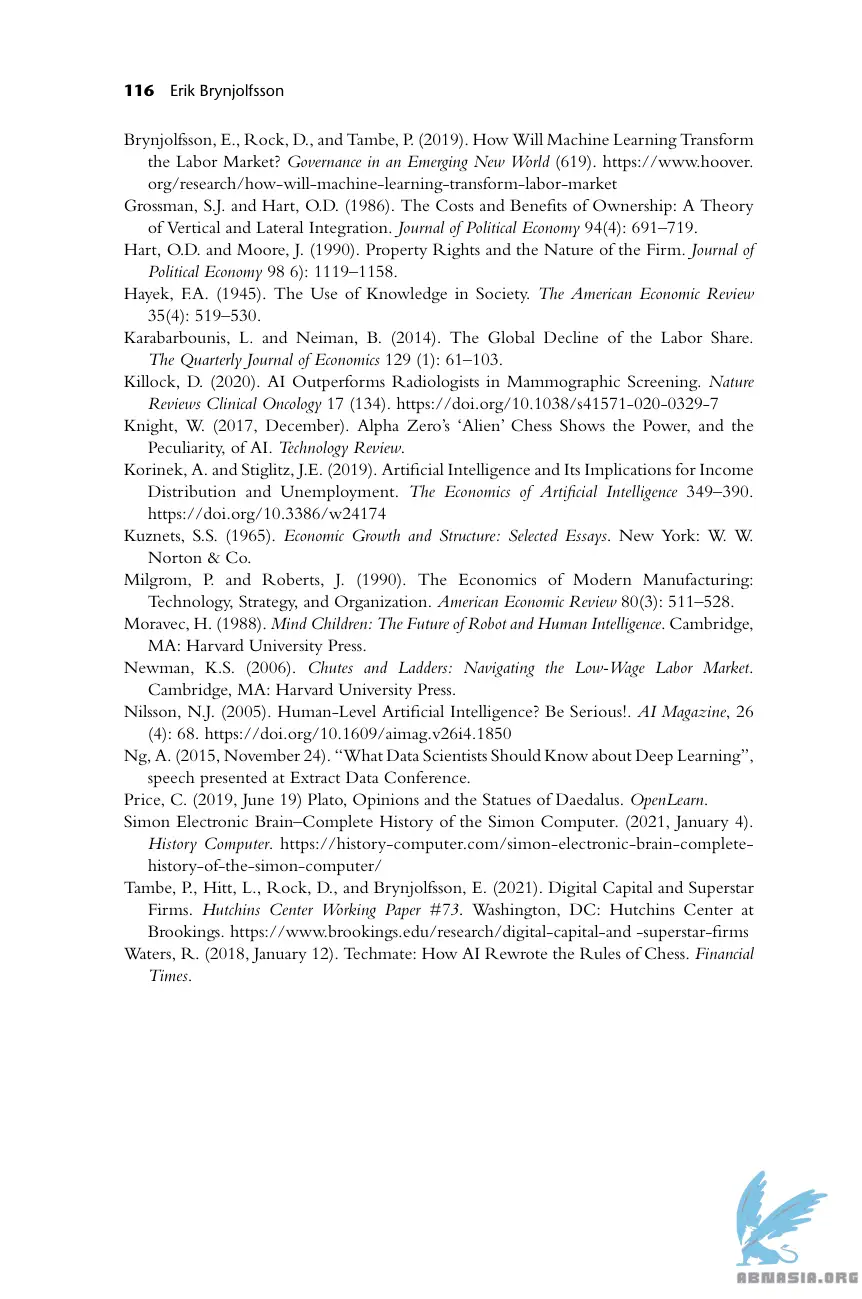 116 Erik Brynjolfsson
Brynjolfsson, E., Rock, D., and Tambe, P. (2019). How Will Machine Learning Transform
the Labor Market? Governance in an Emerging New World (619). https://www.hoover.
org/research/how-will-machine-learning-transform-labor-market
Grossman, S.J. and Hart, O.D. (1986). The Costs and Benefits of Ownership: A Theory
of Vertical and Lateral Integration. Journal of Political Economy 94(4): 691–719.
Hart, O.D. and Moore, J. (1990). Property Rights and the Nature of the Firm. Journal of
Political Economy 98 6): 1119–1158.
Hayek, F.A. (1945). The Use of Knowledge in Society. The American Economic Review
35(4): 519–530.
Karabarbounis, L. and Neiman, B. (2014). The Global Decline of the Labor Share.
The Quarterly Journal of Economics 129 (1): 61–103.
Killock, D. (2020). AI Outperforms Radiologists in Mammographic Screening. Nature
Reviews Clinical Oncology 17 (134). https://doi.org/10.1038/s41571-020-0329-7
Knight, W. (2017, December). Alpha Zero’s ‘Alien’ Chess Shows the Power, and the
Peculiarity, of AI. Technology Review.
Korinek, A. and Stiglitz, J.E. (2019). Artificial Intelligence and Its Implications for Income
Distribution and Unemployment. The Economics of Artificial Intelligence 349–390.
https://doi.org/10.3386/w24174
Kuznets, S.S. (1965). Economic Growth and Structure: Selected Essays. New York: W. W.
Norton & Co.
Milgrom, P. and Roberts, J. (1990). The Economics of Modern Manufacturing:
Technology, Strategy, and Organization. American Economic Review 80(3): 511–528.
Moravec, H. (1988). Mind Children: The Future of Robot and Human Intelligence. Cambridge,
MA: Harvard University Press.
Newman, K.S. (2006). Chutes and Ladders: Navigating the Low-Wage Labor Market.
Cambridge, MA: Harvard University Press.
Nilsson, N.J. (2005). Human-Level Artificial Intelligence? Be Serious!. AI Magazine, 26
(4): 68. https://doi.org/10.1609/aimag.v26i4.1850
Ng, A. (2015, November 24). “What Data Scientists Should Know about Deep Learning”,
speech presented at Extract Data Conference.
Price, C. (2019, June 19) Plato, Opinions and the Statues of Daedalus. OpenLearn.
Simon Electronic Brain–Complete History of the Simon Computer. (2021, January 4).
History Computer. https://history-computer.com/simon-electronic-brain-complete-
history-of-the-simon-computer/
Tambe, P., Hitt, L., Rock, D., and Brynjolfsson, E. (2021). Digital Capital and Superstar
Firms. Hutchins Center Working Paper #73. Washington, DC: Hutchins Center at
Brookings. https://www.brookings.edu/research/digital-capital-and -superstar-firms
Waters, R. (2018, January 12). Techmate: How AI Rewrote the Rules of Chess. Financial
Times.
ABNASIA.ORG